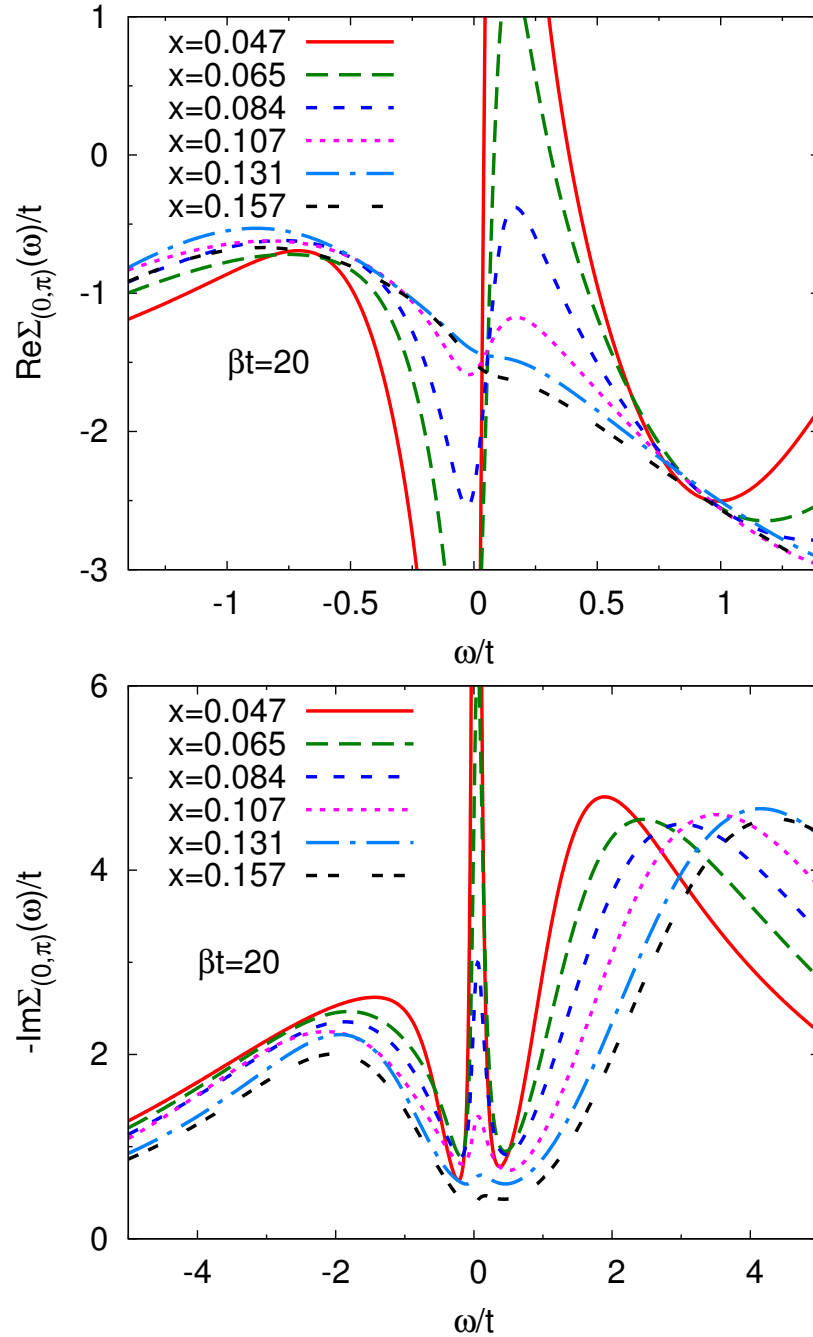 1
0
-1
-2
-3
ReΣ(0,π)(ω)/t
x=0.047
x=0.065
x=0.084
x=0.107
x=0.131
x=0.157
βt=20
-1 -0.5 0 0.5 1
ω/t
6
4
2
0
-ImΣ(0,π)(ω)/t
x=0.047
x=0.065
x=0.084
x=0.107
x=0.131
x=0.157
βt=20
-4 -2 0 2 4
ω/t